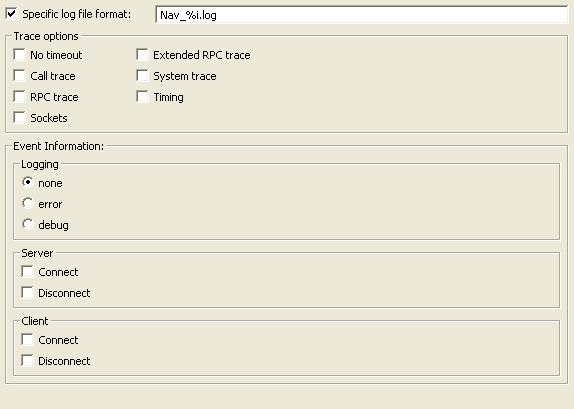 Specific log file format: Nav_%i.log
Trace options
No timeout Extended RPC trace
Call trace System trace
RPC trace Timing
Sockets
Event Information:
Logging
none
error
debug
Server
Connect
Disconnect
Client
Connect
Disconnect